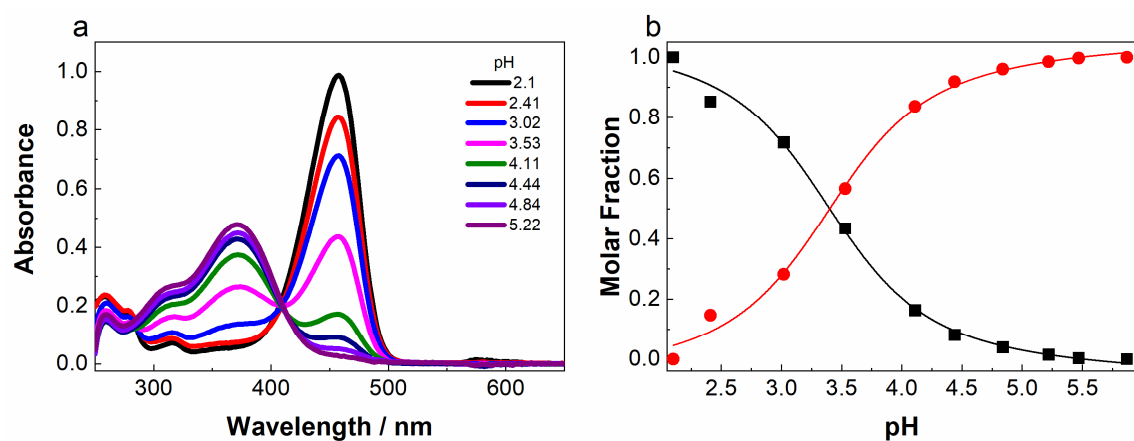 a
pH
2.1
2.41
3.02
3.53
4.11
4.44
4.84
5.22
1.0
0.8
0.6
0.4
0.2
0.0
Absorbance
300 400 500 600
Wavelength / nm
b
1.0
0.8
0.6
0.4
0.2
0.0
Molar Fraction
2.5 3.0 3.5 4.0 4.5 5.0 5.5
pH